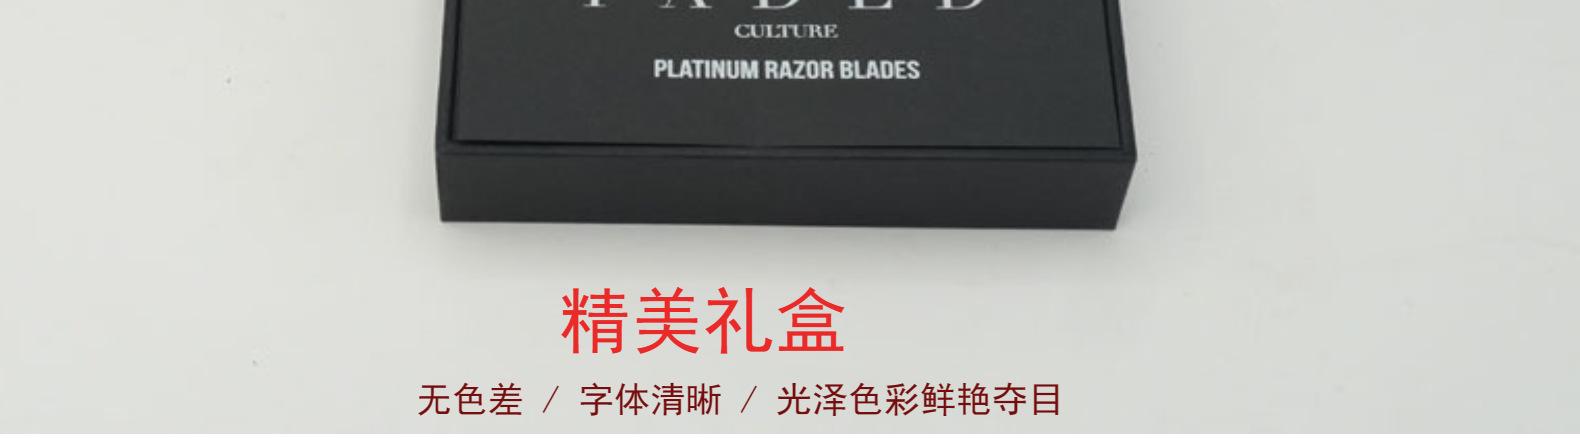 FADED
CULTURE
PLATINUM RAZOR BLADES
精美礼盒
无色差 / 字体清晰 / 光泽色彩鲜艳夺目